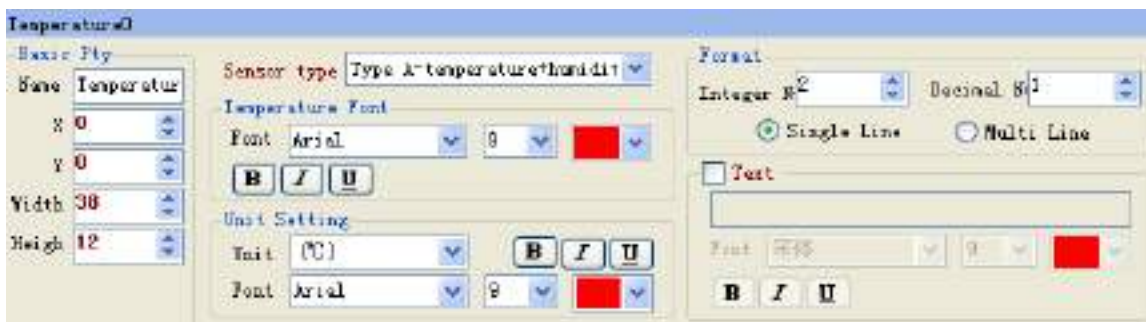 Temperature0
Basic Pty
Name Temperatur
X 0
Y 0
Width 38
Heigh 12
Sensor type Type A-temperature+humidit
Temperature Font
Font Arial 9
B I U
Unit Setting
Unit (℃) B I U
Font Arial 9
Format
Integer N 2 Decimal N 1
Single Line Multi Line
Text
Font 9
B I U